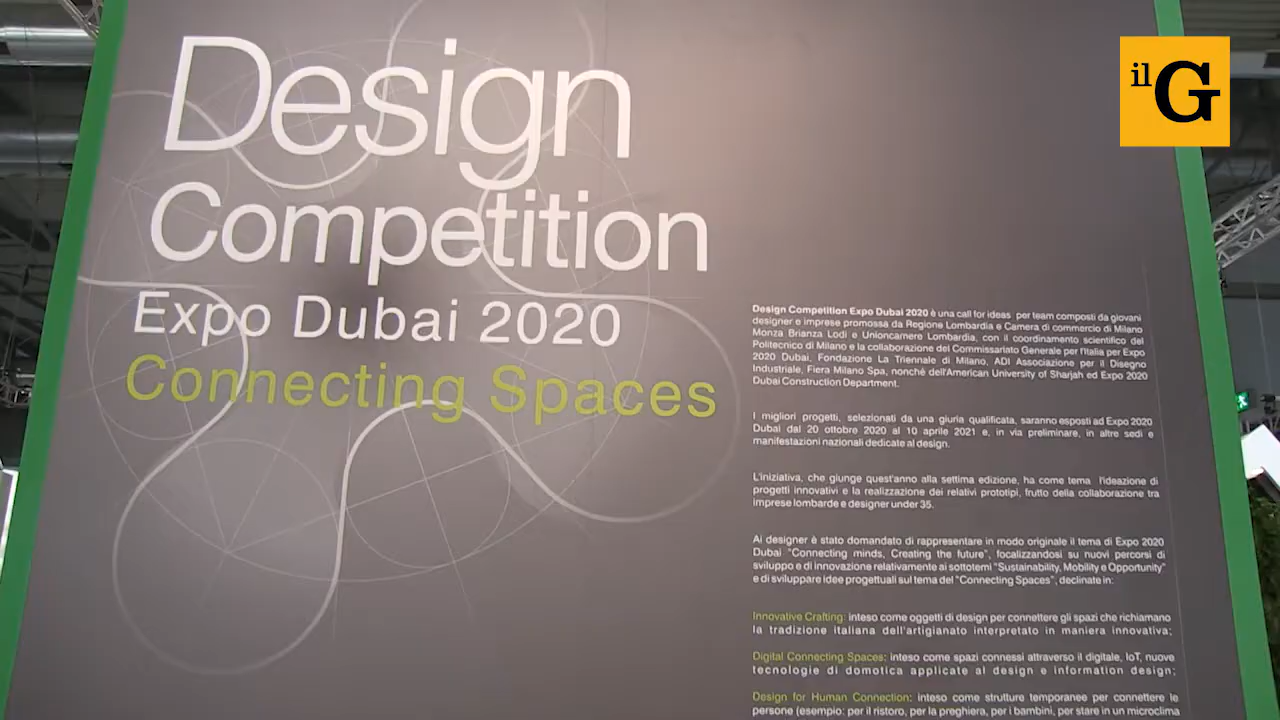 Design
Competition
Expo Dubai 2020
Connecting Spaces
il G
Design Competition Expo Dubai 2020 è una call for ideas per team composti da giovani
designer e imprese promossa da Regione Lombardia e Camera di commercio di Milano
Monza Brianza Lodi e Unioncamere Lombardia, con il coordinamento scientifico del
Politecnico di Milano e la collaborazione del Commissariato Generale per l'Italia per Expo
2020 Dubai, Fondazione La Triennale di Milano, ADI Associazione per il Disegno
Industriale, Fiera Milano Spa, nonchè dell'American University of Sharjah ed Expo 2020
Dubai Construction Department.
I migliori progetti, selezionati da una giuria qualificata, saranno esposti ad Expo 2020
Dubai dal 20 ottobre 2020 al 10 aprile 2021 e, in via preliminare, in altre sedi e
manifestazioni nazionali dedicate al design.
L'iniziativa, che giunge quest'anno alla settima edizione, ha come tema l'ideazione di
progetti innovativi e la realizzazione dei relativi prototipi, frutto della collaborazione tra
imprese lombarde e designer under 35.
Ai designer è stato domandato di rappresentare in modo originale il tema di Expo 2020
Dubai "Connecting minds, Creating the future", focalizzandosi su nuovi percorsi di
sviluppo e di innovazione relativamente ai sottotemi "Sustainability, Mobility e Opportunity"
e di sviluppare idee progettuali sul tema del "Connecting Spaces", declinate in:
Innovative Crafting: inteso come oggetti di design per connettere gli spazi che richiamano
la tradizione italiana dell'artigianato interpretato in maniera innovativa;
Digital Connecting Spaces: inteso come spazi connessi attraverso il digitale, IoT, nuove
tecnologie di domotica applicate al design e information design;
Design for Human Connection: inteso come strutture temporanee per connettere le
persone (esempio: per il ristoro, per la preghiera, per i bambini, per stare in un microclima